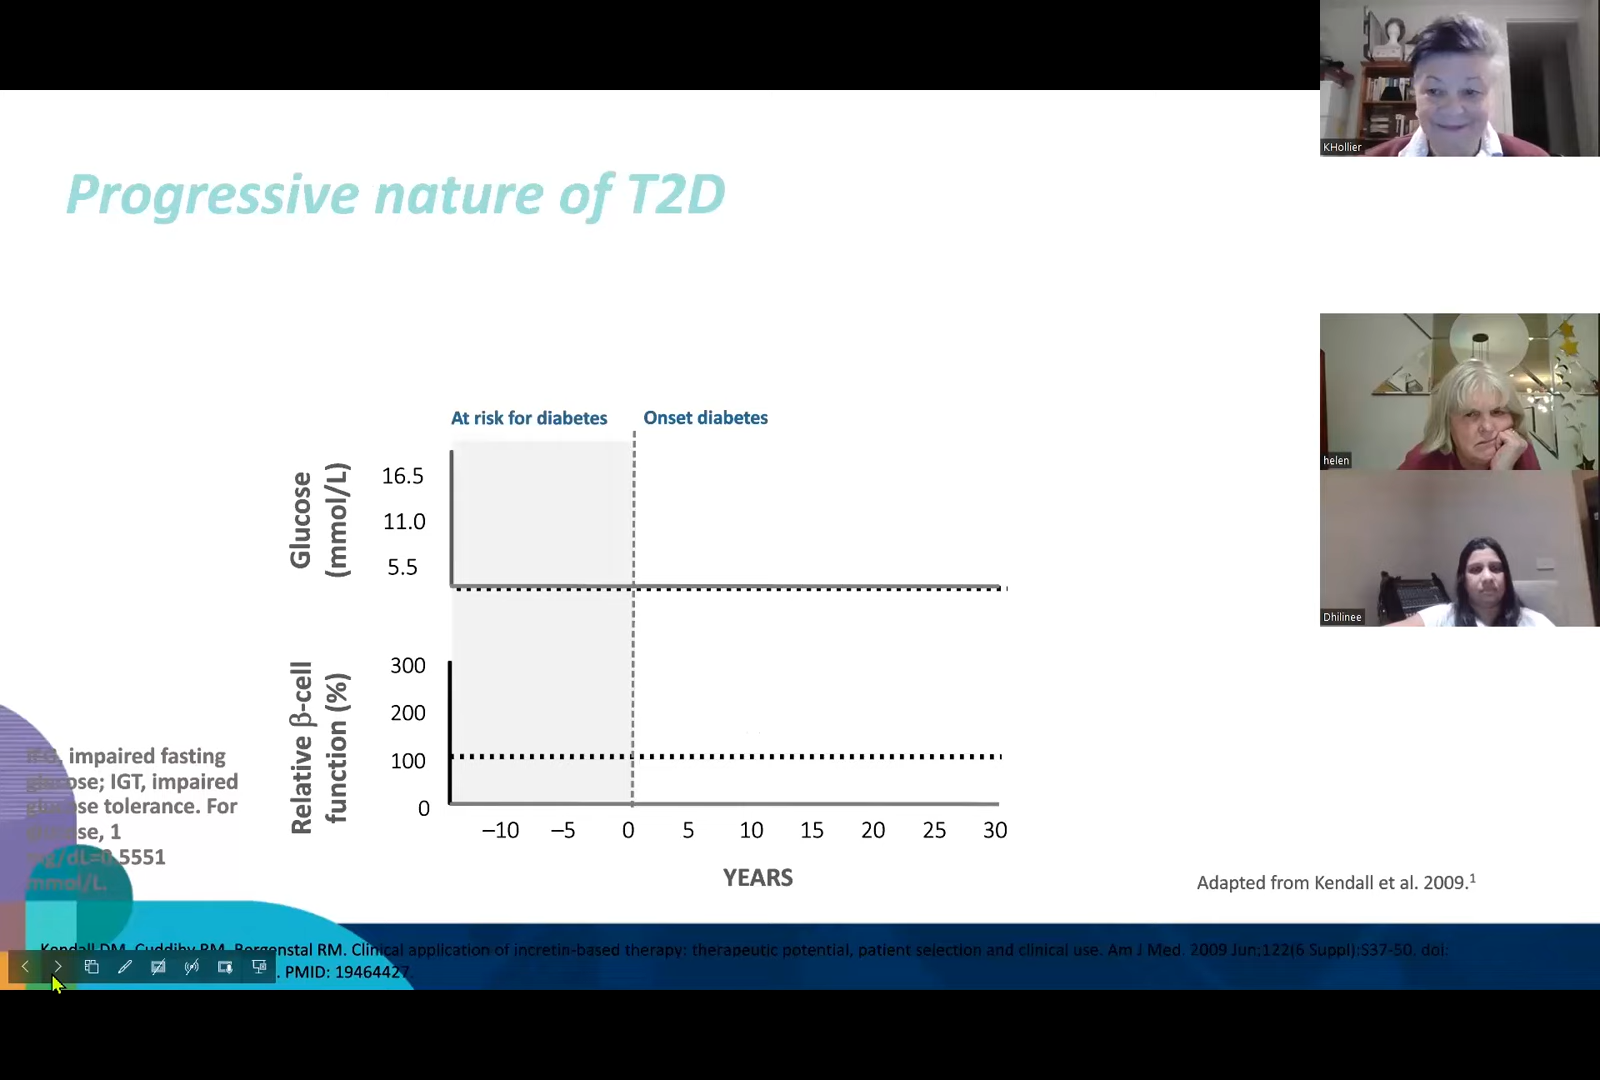 KHollier
Progressive nature of T2D
helen
Dhilinee
At risk for diabetes
Onset diabetes
Glucose
(mmol/L)
16.5
11.0
5.5
Relative β-cell
function (%)
300
200
100
0
–10 –5 0 5 10 15 20 25 30
YEARS
IFG, impaired fasting
glucose; IGT, impaired
glucose tolerance. For
glucose, 1
mg/dL=0.5551
mmol/L.
Adapted from Kendall et al. 2009.1
Kendall DM, Cuddihy RM, Bergenstal RM. Clinical application of incretin-based therapy: therapeutic potential, patient selection and clinical use. Am J Med. 2009 Jun;122(6 Suppl):S37-50. doi:
. PMID: 19464427.